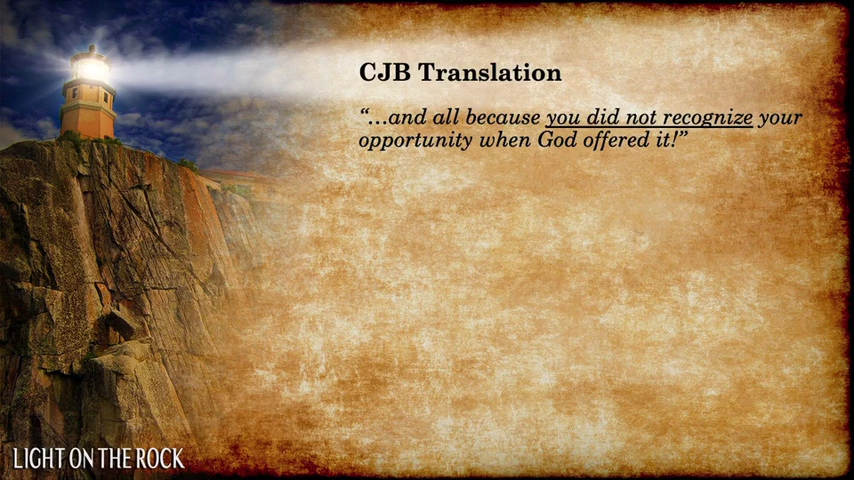 CJB Translation
“…and all because you did not recognize your
opportunity when God offered it!”
LIGHT ON THE ROCK